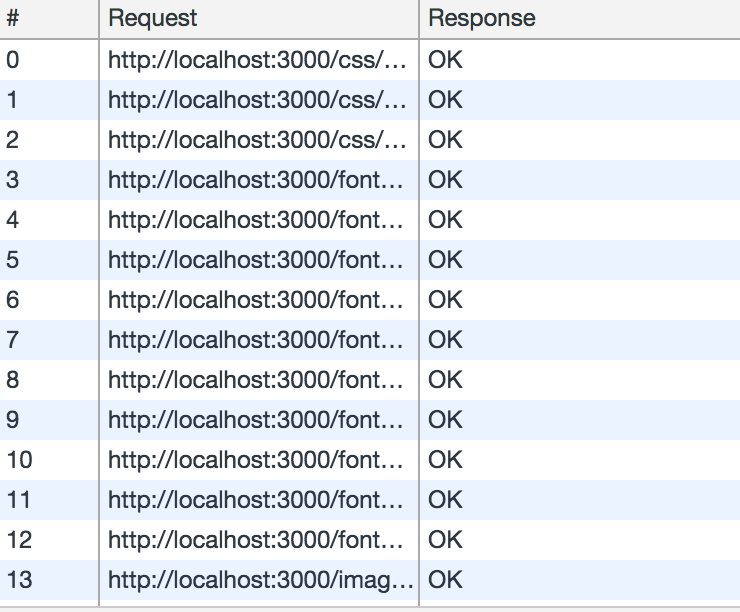 # Request Response
0 http://localhost:3000/css/… OK
1 http://localhost:3000/css/… OK
2 http://localhost:3000/css/… OK
3 http://localhost:3000/font… OK
4 http://localhost:3000/font… OK
5 http://localhost:3000/font… OK
6 http://localhost:3000/font… OK
7 http://localhost:3000/font… OK
8 http://localhost:3000/font… OK
9 http://localhost:3000/font… OK
10 http://localhost:3000/font… OK
11 http://localhost:3000/font… OK
12 http://localhost:3000/font… OK
13 http://localhost:3000/imag… OK